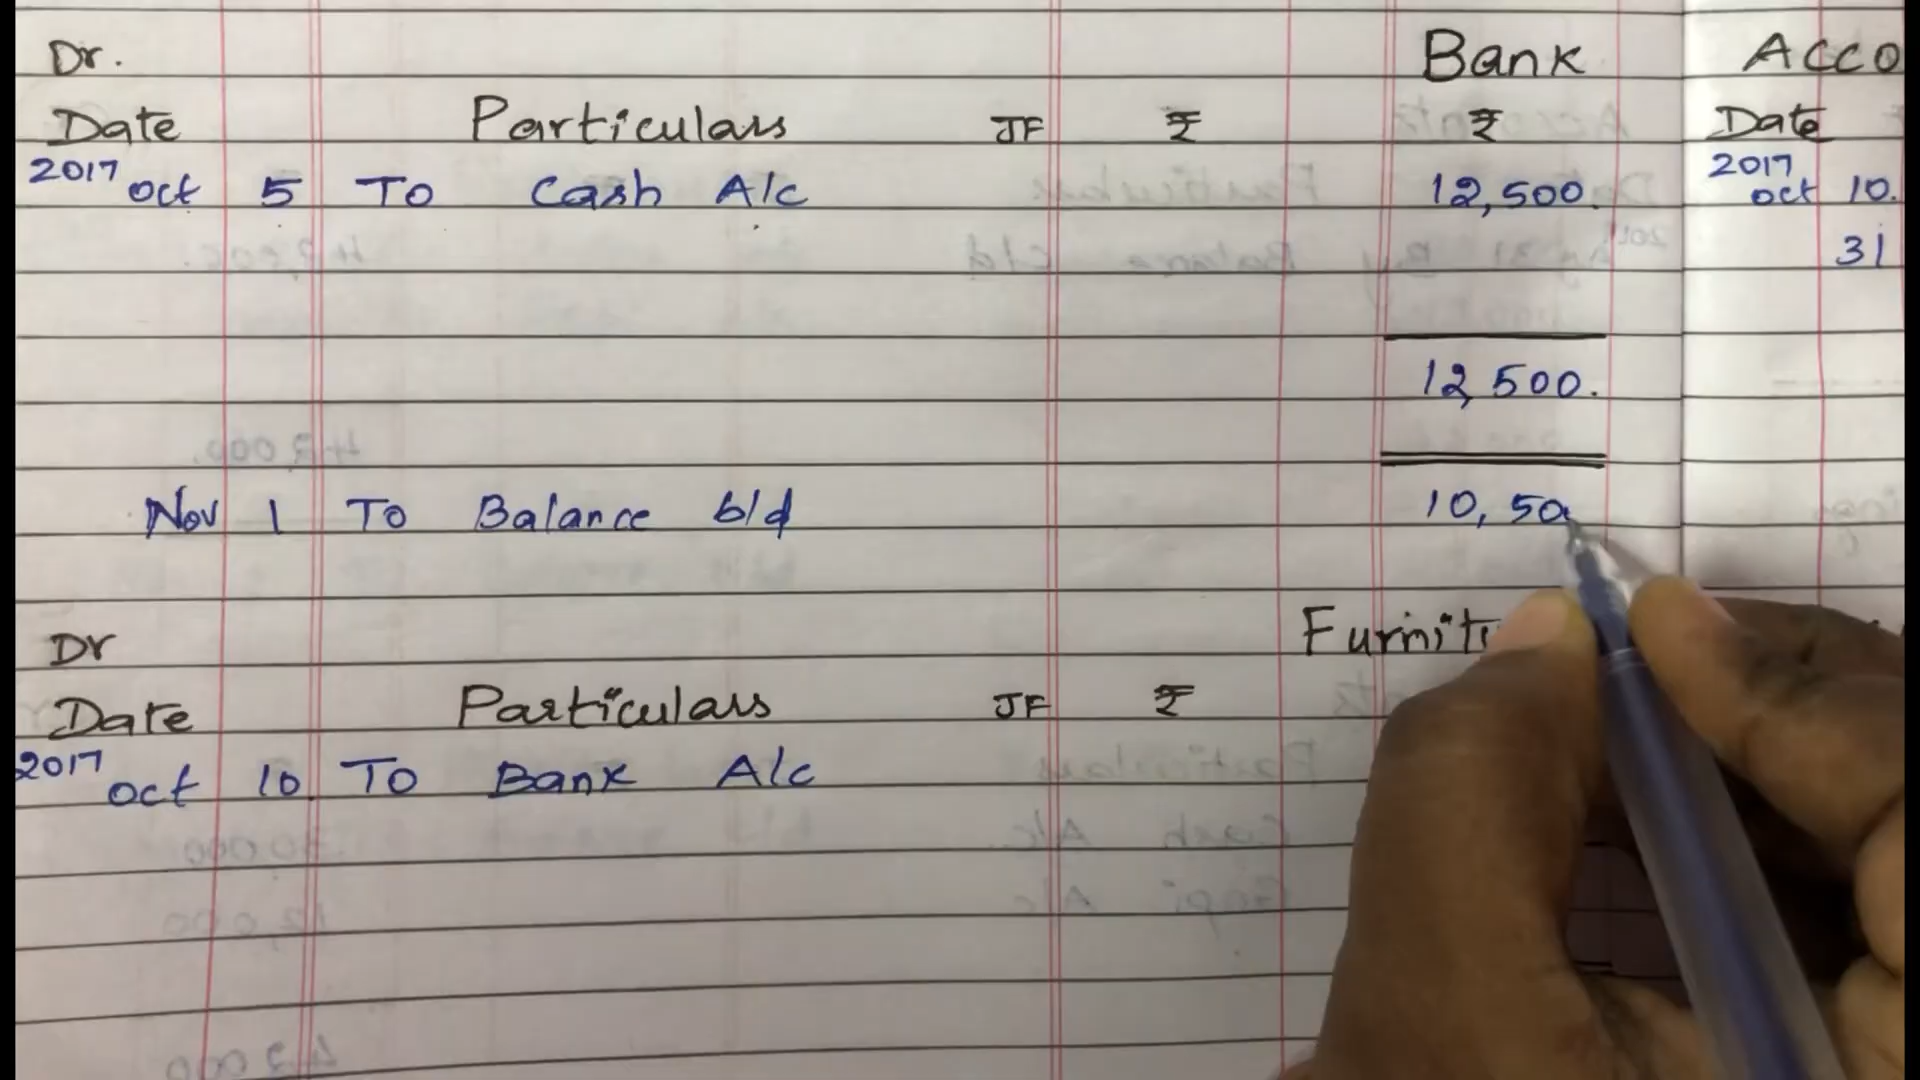 Dr. Bank Acco
Date Particulars JF ₹ ₹ Date
2017 oct 5 To Cash A/c 12,500. 2017 oct 10.
31
12,500.
Nov 1 To Balance b/d 10,50
Dr Furnitu
Date Particulars JF ₹
2017 oct 10. To Bank A/c